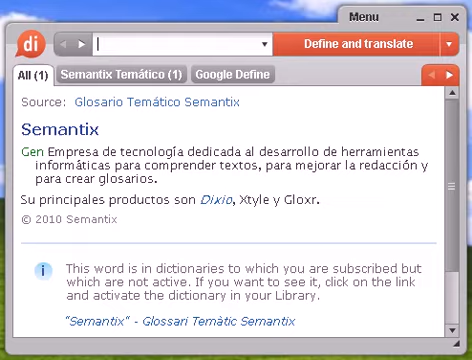 Menu
di
Define and translate
All (1) Semantix Temático (1) Google Define
Source: Glosario Temático Semantix
Semantix
Gen Empresa de tecnología dedicada al desarrollo de herramientas
informáticas para comprender textos, para mejorar la redacción y
para crear glosarios.
Su principales productos son Dixio, Xtyle y Gloxr.
© 2010 Semantix
i
This word is in dictionaries to which you are subscribed but
which are not active. If you want to see it, click on the link
and activate the dictionary in your Library.
"Semantix" - Glossari Temàtic Semantix